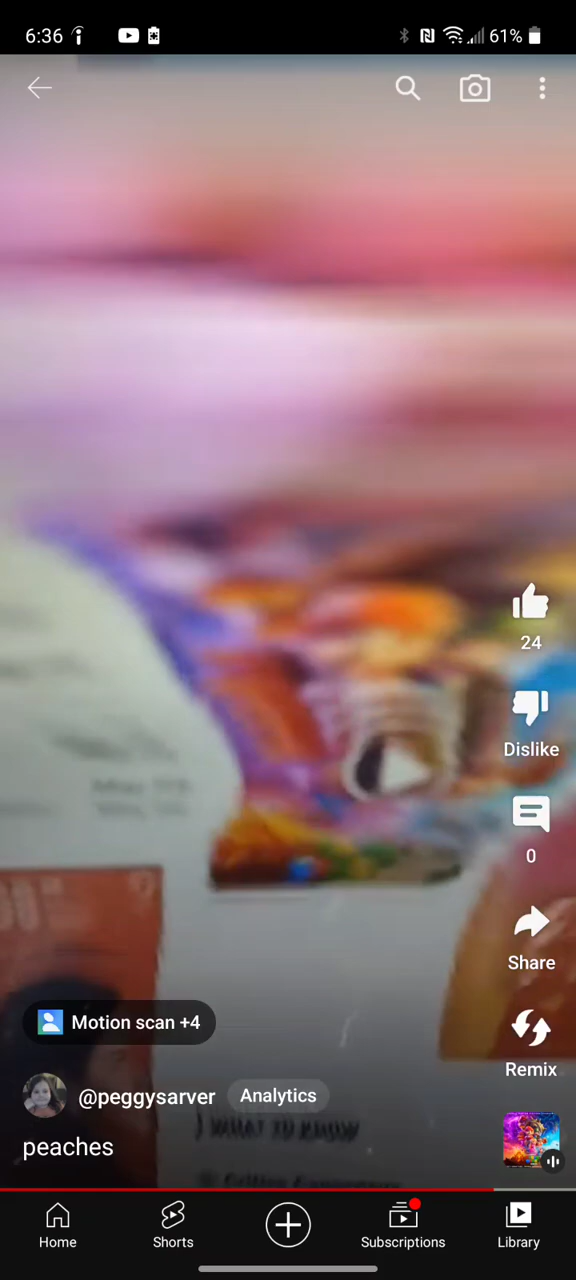 6:36
61%
24
Dislike
0
Share
Motion scan +4
Remix
@peggysarver
Analytics
peaches
WHAT TO KNOW
Home
Shorts
Subscriptions
Library